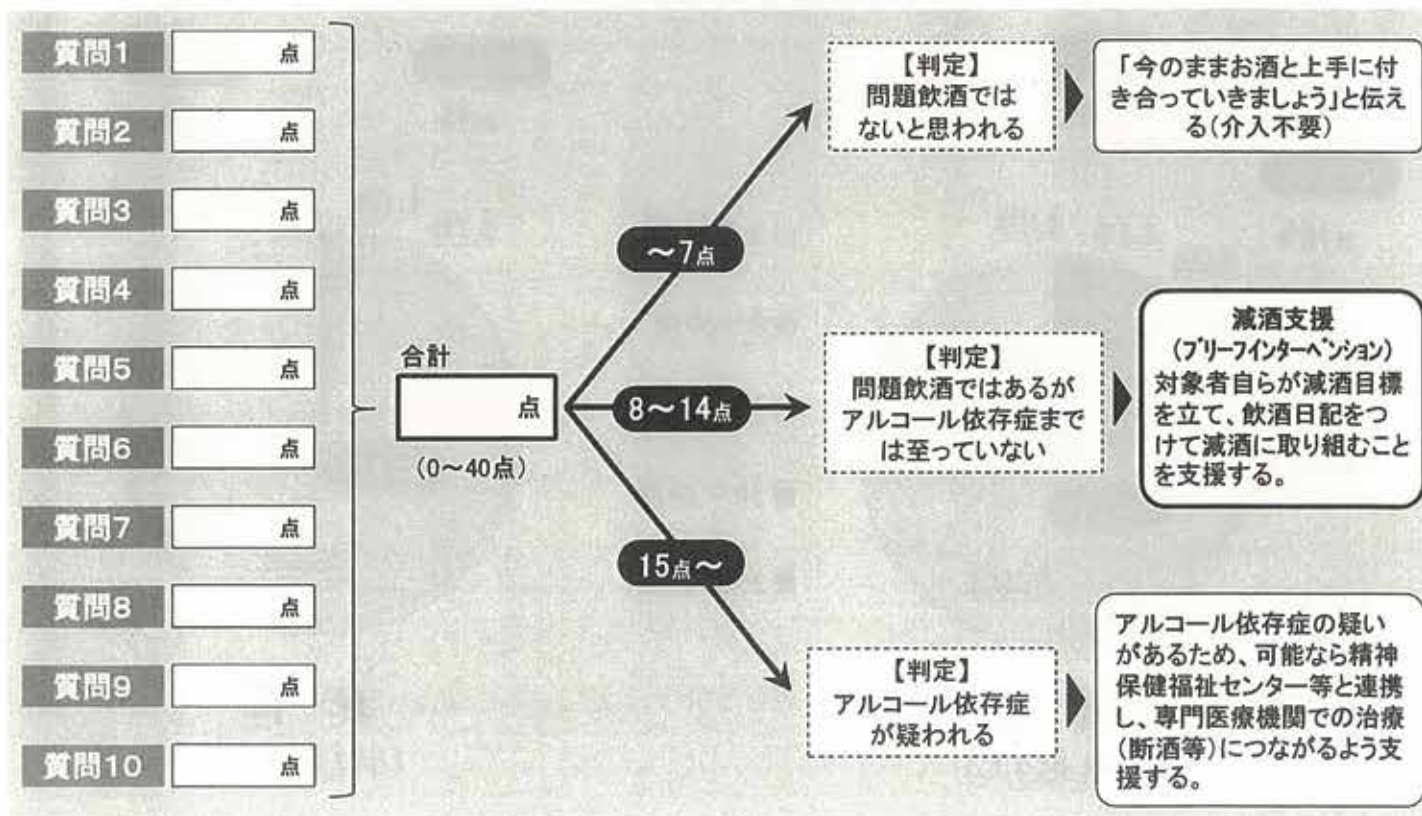 質問1 点
質問2 点
質問3 点
質問4 点
質問5 点
質問6 点
質問7 点
質問8 点
質問9 点
質問10 点
合計
点
(0～40点)
～7点
8～14点
15点～
【判定】
問題飲酒では
ないと思われる
「今のままお酒と上手に付
き合っていきましょう」と伝え
る(介入不要)
【判定】
問題飲酒ではあるが
アルコール依存症まで
は至っていない
減酒支援
(ブリーフインターベンション)
対象者自らが減酒目標
を立て、飲酒日記をつ
けて減酒に取り組むこと
を支援する。
【判定】
アルコール依存症
が疑われる
アルコール依存症の疑い
があるため、可能なら精神
保健福祉センター等と連携
し、専門医療機関での治療
(断酒等)につながるよう支
援する。